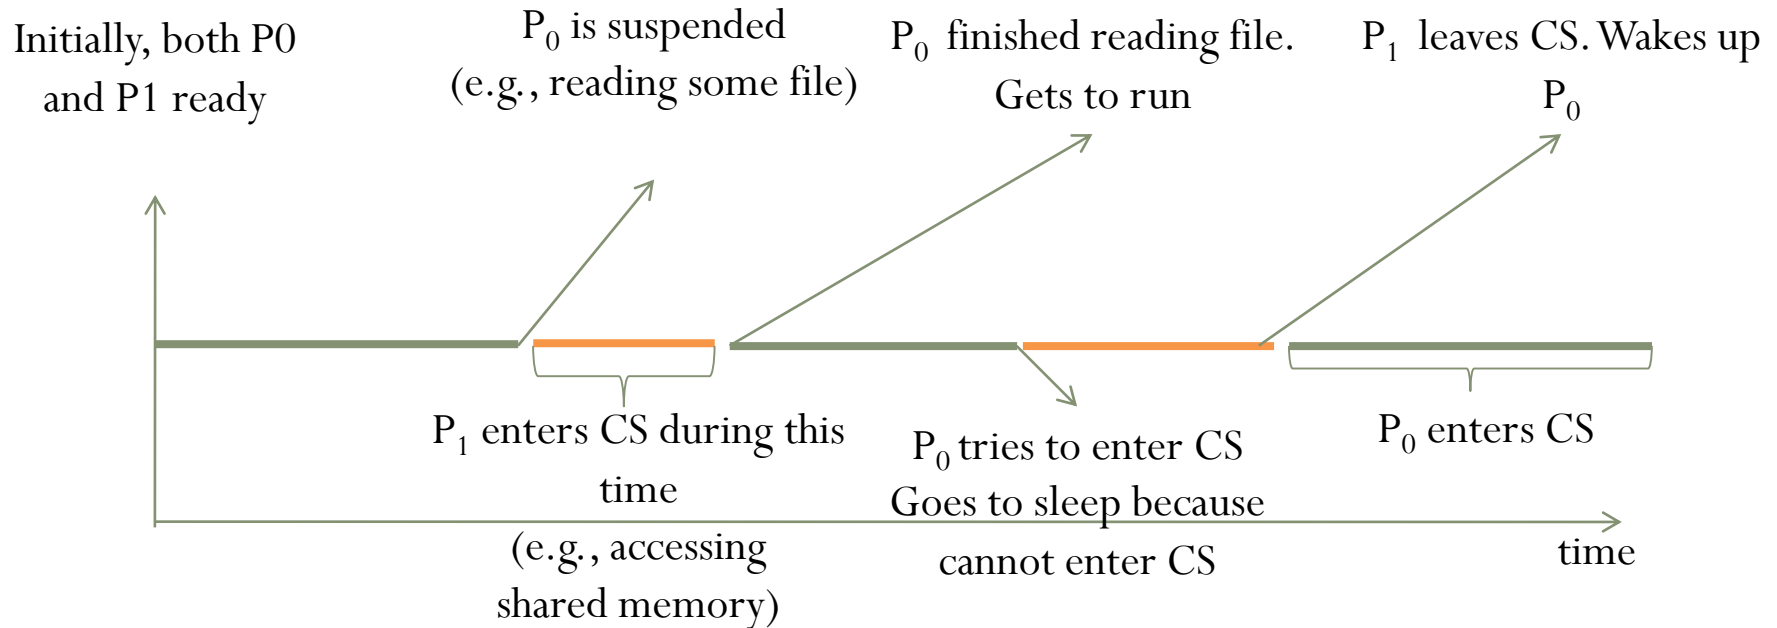 Initially, both P0
and P1 ready
P₀ is suspended
(e.g., reading some file)
P₀ finished reading file.
Gets to run
P₁ leaves CS. Wakes up
P₀
P₁ enters CS during this
time
(e.g., accessing
shared memory)
P₀ tries to enter CS
Goes to sleep because
cannot enter CS
P₀ enters CS
time